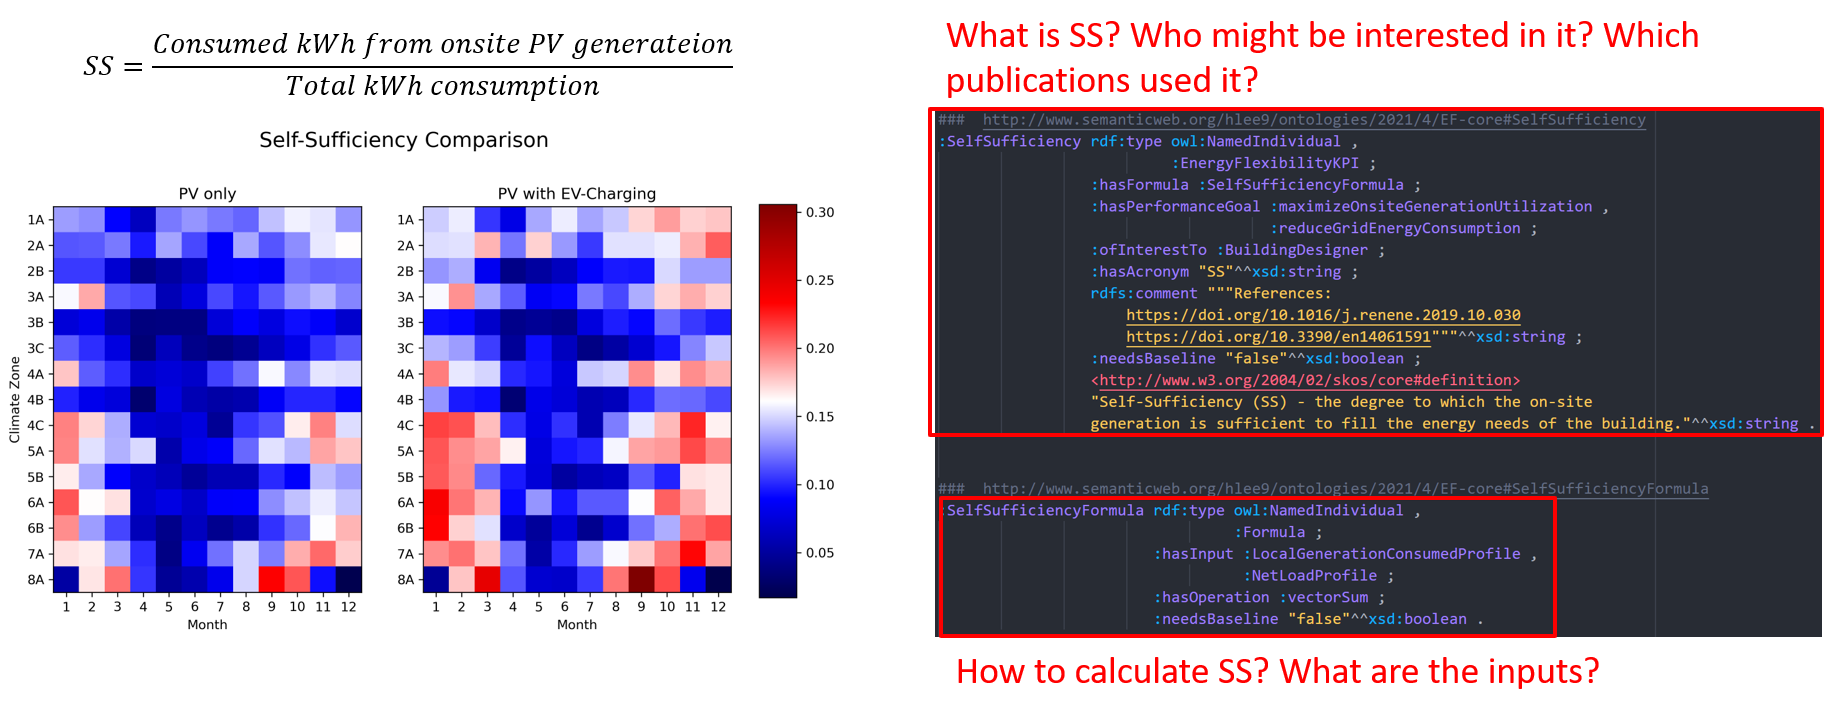 SS = Consumed kWh from onsite PV generateion
Total kWh consumption
Self-Sufficiency Comparison
PV only
PV with EV-Charging
Climate Zone
1A
2A
2B
3A
3B
3C
4A
4B
4C
5A
5B
6A
6B
7A
8A
1 2 3 4 5 6 7 8 9 10 11 12
Month
1A
2A
2B
3A
3B
3C
4A
4B
4C
5A
5B
6A
6B
7A
8A
1 2 3 4 5 6 7 8 9 10 11 12
Month
0.30
0.25
0.20
0.15
0.10
0.05
What is SS? Who might be interested in it? Which
publications used it?
### http://www.semanticweb.org/hlee9/ontologies/2021/4/EF-core#SelfSufficiency
:SelfSufficiency rdf:type owl:NamedIndividual ,
:EnergyFlexibilityKPI ;
:hasFormula :SelfSufficiencyFormula ;
:hasPerformanceGoal :maximizeOnsiteGenerationUtilization ,
:reduceGridEnergyConsumption ;
:ofInterestTo :BuildingDesigner ;
:hasAcronym "SS"^^xsd:string ;
rdfs:comment """References:
https://doi.org/10.1016/j.renene.2019.10.030
https://doi.org/10.3390/en14061591"""^^xsd:string ;
:needsBaseline "false"^^xsd:boolean ;
<http://www.w3.org/2004/02/skos/core#definition>
"Self-Sufficiency (SS) - the degree to which the on-site
generation is sufficient to fill the energy needs of the building."^^xsd:string .
### http://www.semanticweb.org/hlee9/ontologies/2021/4/EF-core#SelfSufficiencyFormula
:SelfSufficiencyFormula rdf:type owl:NamedIndividual ,
:Formula ;
:hasInput :LocalGenerationConsumedProfile ,
:NetLoadProfile ;
:hasOperation :vectorSum ;
:needsBaseline "false"^^xsd:boolean .
How to calculate SS? What are the inputs?